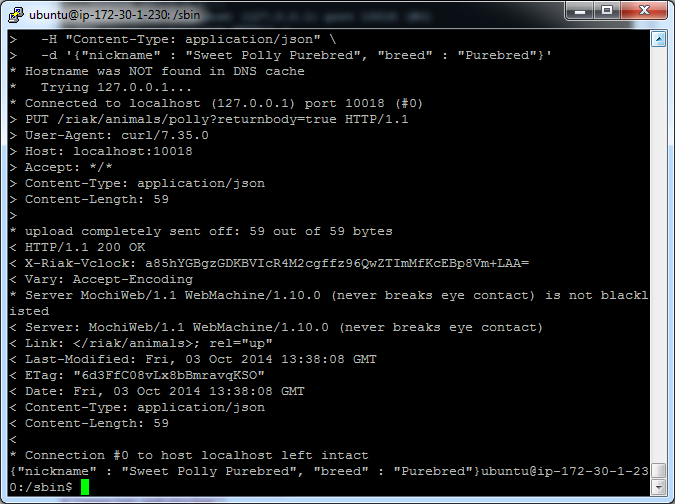 ubuntu@ip-172-30-1-230: /sbin
>   -H "Content-Type: application/json" \
>   -d '{"nickname" : "Sweet Polly Purebred", "breed" : "Purebred"}'
* Hostname was NOT found in DNS cache
*   Trying 127.0.0.1...
* Connected to localhost (127.0.0.1) port 10018 (#0)
> PUT /riak/animals/polly?returnbody=true HTTP/1.1
> User-Agent: curl/7.35.0
> Host: localhost:10018
> Accept: */*
> Content-Type: application/json
> Content-Length: 59
>
* upload completely sent off: 59 out of 59 bytes
< HTTP/1.1 200 OK
< X-Riak-Vclock: a85hYGBgzGDKBVIcR4M2cgffz96QwZTImMfKcEBp8Vm+LAA=
< Vary: Accept-Encoding
* Server MochiWeb/1.1 WebMachine/1.10.0 (never breaks eye contact) is not blackl
isted
< Server: MochiWeb/1.1 WebMachine/1.10.0 (never breaks eye contact)
< Link: </riak/animals>; rel="up"
< Last-Modified: Fri, 03 Oct 2014 13:38:08 GMT
< ETag: "6d3FfC08vLx8bBmravqKSO"
< Date: Fri, 03 Oct 2014 13:38:08 GMT
< Content-Type: application/json
< Content-Length: 59
<
* Connection #0 to host localhost left intact
{"nickname" : "Sweet Polly Purebred", "breed" : "Purebred"}ubuntu@ip-172-30-1-23
0:/sbin$